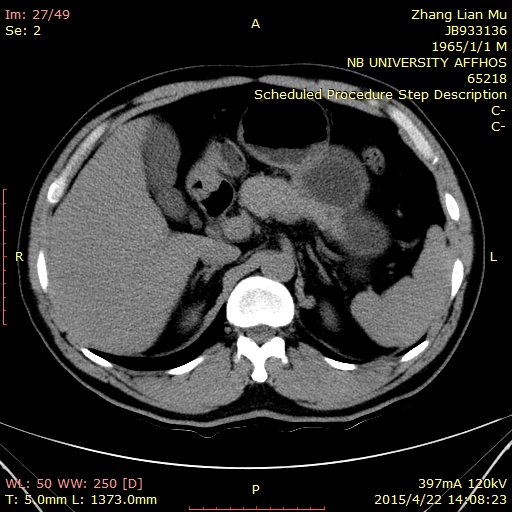 Im: 27/49
Se: 2
A
Zhang Lian Mu
JB933136
1965/1/1 M
NB UNIVERSITY AFFHOS
65218
Scheduled Procedure Step Description
C-
C-
R
L
WL: 50 WW: 250 [D]
T: 5.0mm L: 1373.0mm
P
397mA 120kV
2015/4/22 14:08:23